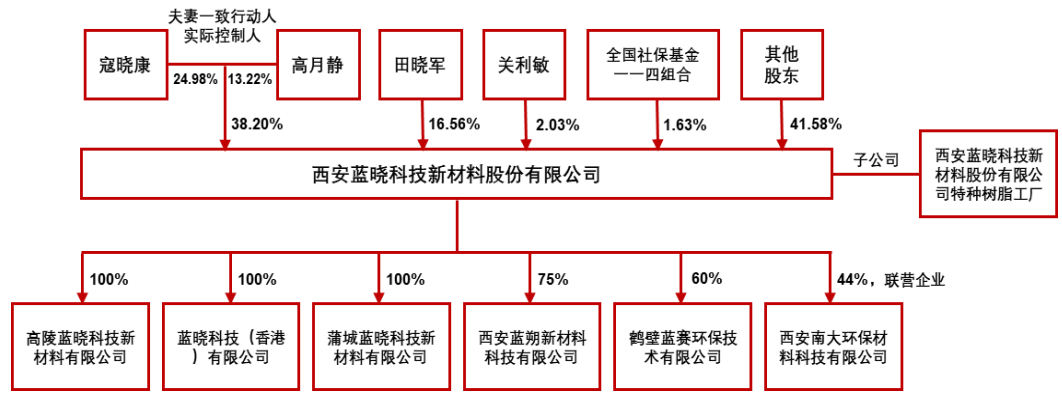 夫妻一致行动人
实际控制人
寇晓康
24.98%
13.22%
高月静
田晓军
关利敏
全国社保基金
一一四組合
其他
股东
38.20%
16.56%
2.03%
1.63%
41.58%
西安蓝晓科技新材料股份有限公司
子公司
西安蓝晓科技新
材料股份有限公
司特种树脂工厂
100%
100%
100%
75%
60%
44%，联营企业
高陵蓝晓科技新
材料有限公司
蓝晓科技（香港
）有限公司
蒲城蓝晓科技新
材料有限公司
西安蓝朔新材料
科技有限公司
鹤壁蓝赛环保技
术有限公司
西安南大环保材
料科技有限公司